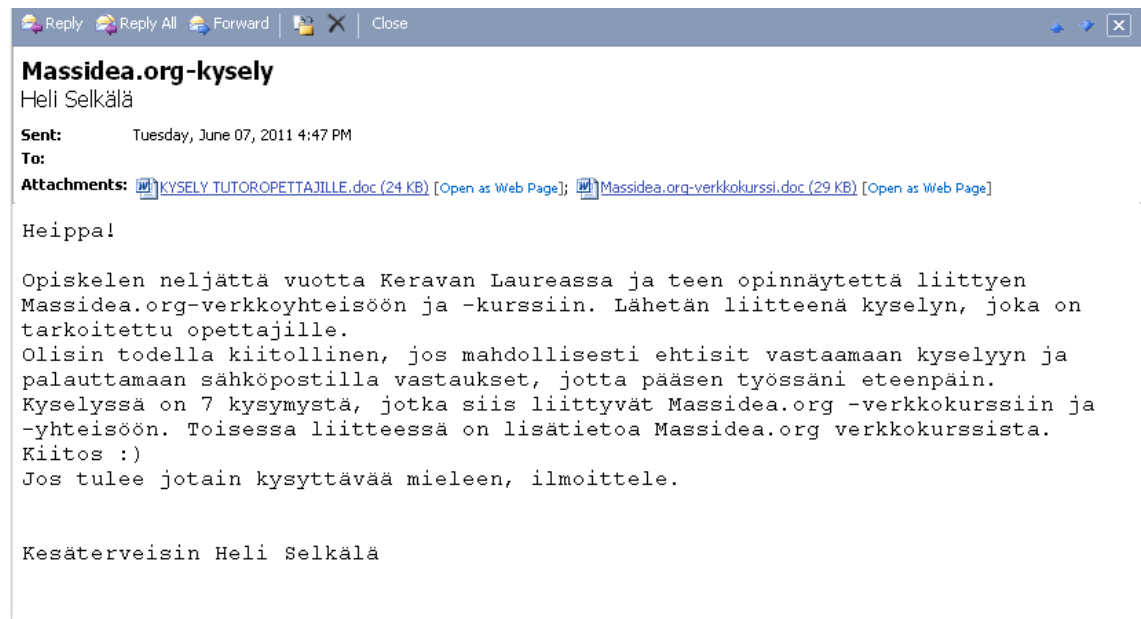 Reply Reply All Forward Close
Massidea.org-kysely
Heli Selkälä
Sent: Tuesday, June 07, 2011 4:47 PM
To:
Attachments: KYSELY TUTOROPETTAJILLE.doc (24 KB) [Open as Web Page]; Massidea.org-verkkokurssi.doc (29 KB) [Open as Web Page]
Heippa!
Opiskelen neljättä vuotta Keravan Laureassa ja teen opinnäytettä liittyen
Massidea.org-verkkoyhteisöön ja -kurssiin. Lähetän liitteenä kyselyn, joka on
tarkoitettu opettajille.
Olisin todella kiitollinen, jos mahdollisesti ehtisit vastaamaan kyselyyn ja
palauttamaan sähköpostilla vastaukset, jotta pääsen työssäni eteenpäin.
Kyselyssä on 7 kysymystä, jotka siis liittyvät Massidea.org -verkkokurssiin ja
-yhteisöön. Toisessa liitteessä on lisätietoa Massidea.org verkkokurssista.
Kiitos :)
Jos tulee jotain kysyttävää mieleen, ilmoittele.
Kesäterveisin Heli Selkälä